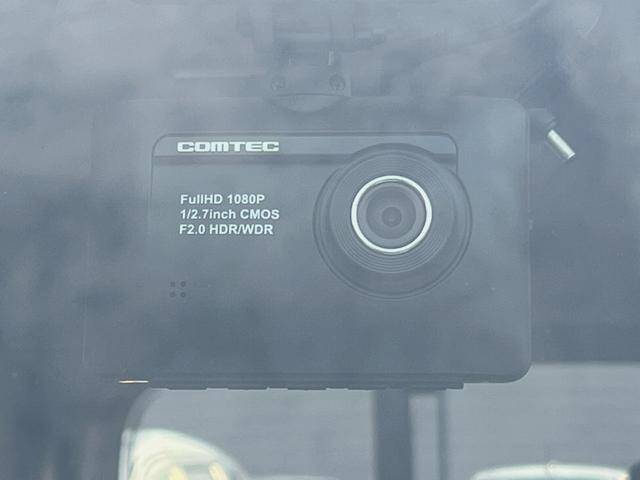 COMTEC
FullHD 1080P
1/2.7inch CMOS
F2.0 HDR/WDR